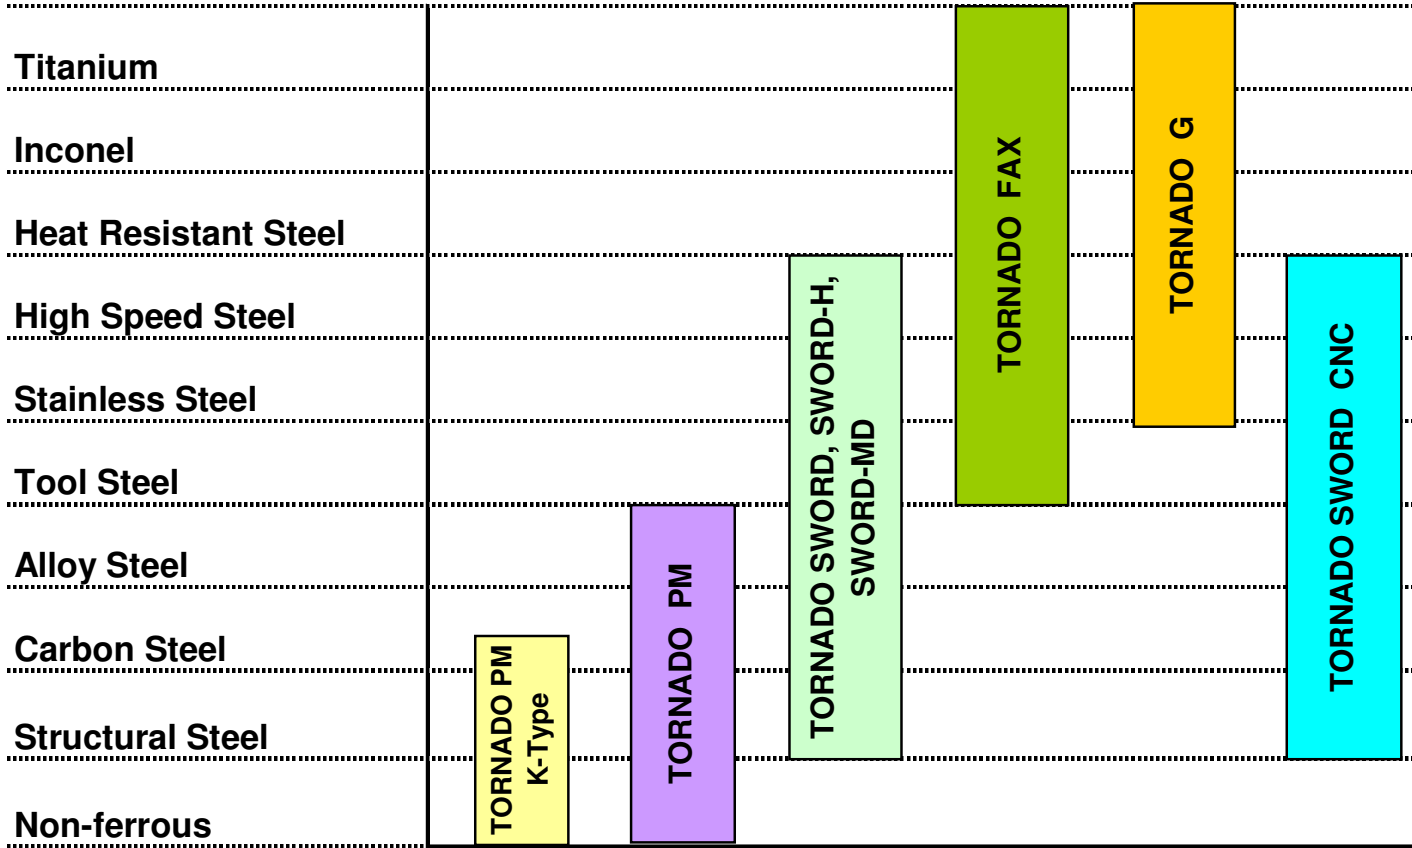 Titanium
Inconel
Heat Resistant Steel
High Speed Steel
Stainless Steel
Tool Steel
Alloy Steel
Carbon Steel
Structural Steel
Non-ferrous
TORNADO PM
K-Type
TORNADO PM
TORNADO SWORD, SWORD-H,
SWORD-MD
TORNADO FAX
TORNADO G
TORNADO SWORD CNC